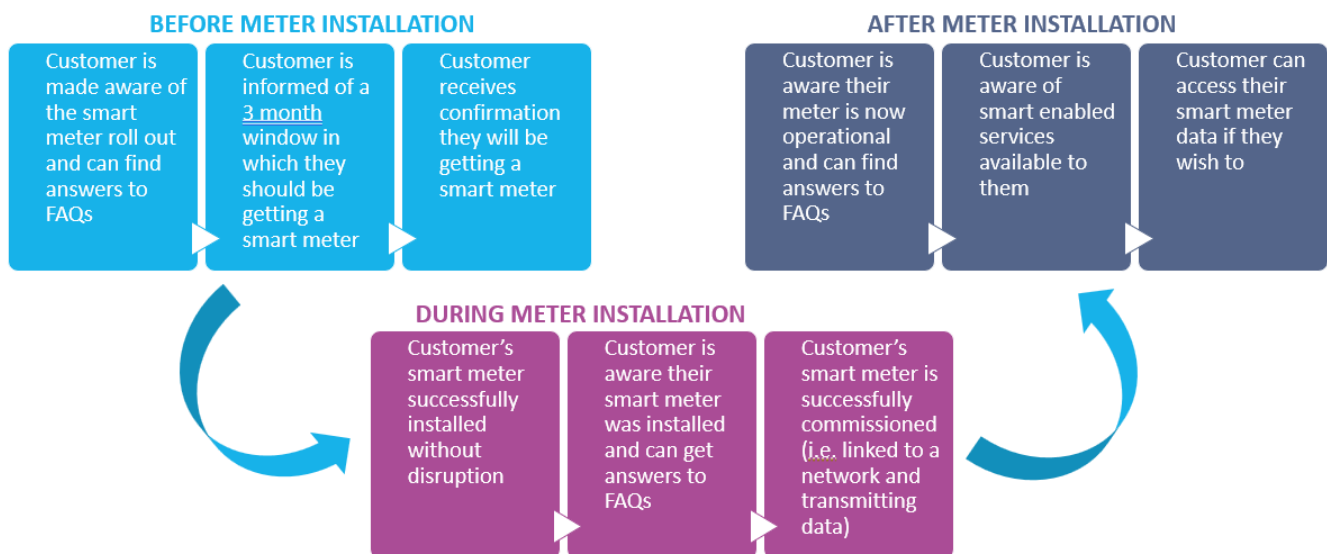 BEFORE METER INSTALLATION
Customer is
made aware of
the smart
meter roll out
and can find
answers to
FAQs
Customer is
informed of a
3 month
window in
which they
should be
getting a
smart meter
Customer
receives
confirmation
they will be
getting a
smart meter
DURING METER INSTALLATION
Customer's
smart meter
successfully
installed
without
disruption
Customer is
aware their
smart meter
was installed
and can get
answers to
FAQs
Customer's
smart meter is
successfully
commissioned
(i.e. linked to a
network and
transmitting
data)
AFTER METER INSTALLATION
Customer is
aware their
meter is now
operational
and can find
answers to
FAQs
Customer is
aware of
smart enabled
services
available to
them
Customer can
access their
smart meter
data if they
wish to